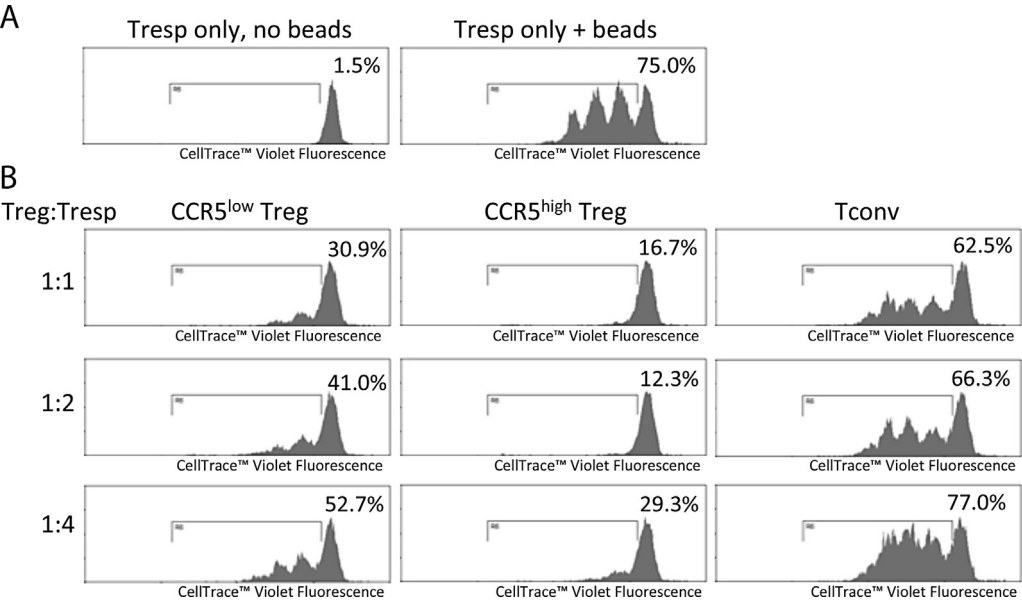 A
Tresp only, no beads
Tresp only + beads
1.5%
75.0%
CellTrace™ Violet Fluorescence
CellTrace™ Violet Fluorescence
B
Treg:Tresp
CCR5low Treg
CCR5high Treg
Tconv
1:1
30.9%
16.7%
62.5%
CellTrace™ Violet Fluorescence
CellTrace™ Violet Fluorescence
CellTrace™ Violet Fluorescence
1:2
41.0%
12.3%
66.3%
CellTrace™ Violet Fluorescence
CellTrace™ Violet Fluorescence
CellTrace™ Violet Fluorescence
1:4
52.7%
29.3%
77.0%
CellTrace™ Violet Fluorescence
CellTrace™ Violet Fluorescence
CellTrace™ Violet Fluorescence